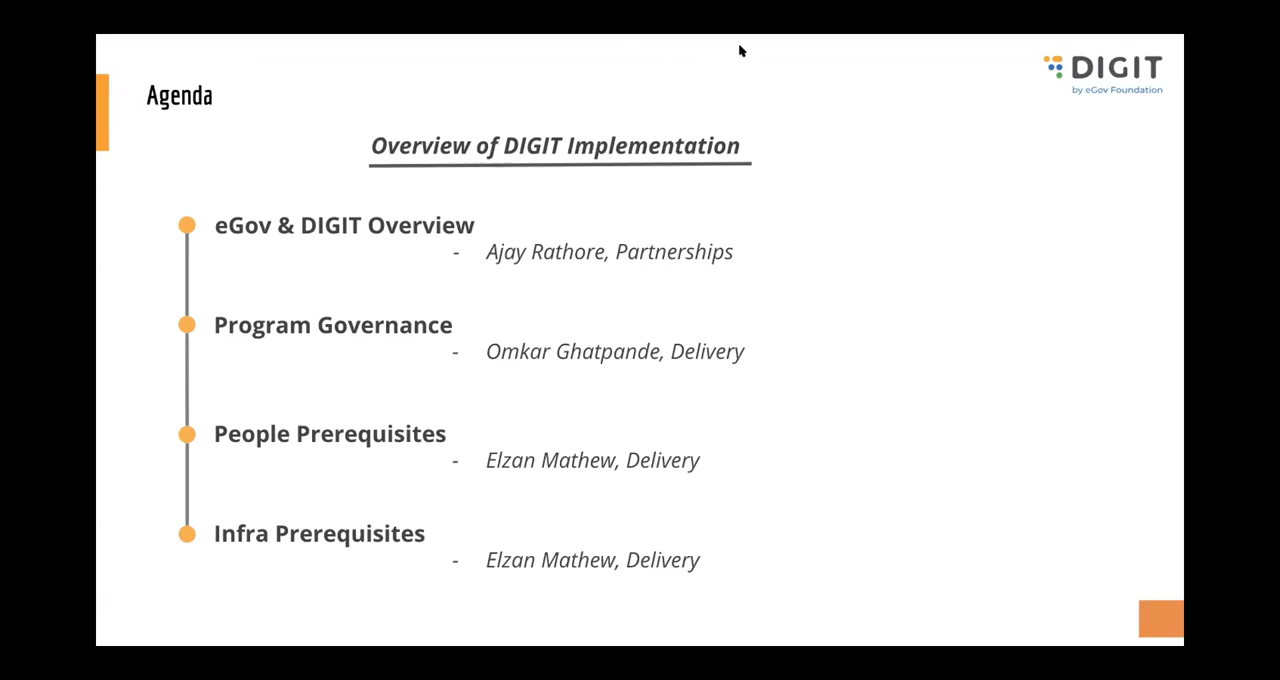 DIGIT
by eGov Foundation
Agenda
Overview of DIGIT Implementation
eGov & DIGIT Overview
- Ajay Rathore, Partnerships
Program Governance
- Omkar Ghatpande, Delivery
People Prerequisites
- Elzan Mathew, Delivery
Infra Prerequisites
- Elzan Mathew, Delivery